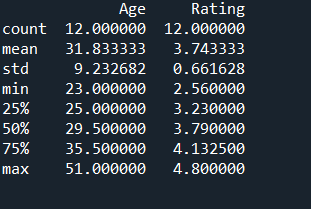 Age Rating
count 12.000000 12.000000
mean 31.833333 3.743333
std 9.232682 0.661628
min 23.000000 2.560000
25% 25.000000 3.230000
50% 29.500000 3.790000
75% 35.500000 4.132500
max 51.000000 4.800000